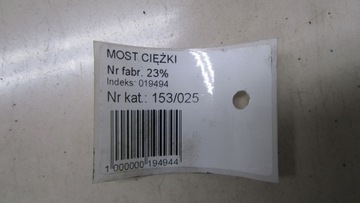 MOST CIĘŻKI
Nr fabr. 23%
Indeks: 019494
Nr kat.: 153/025
1 000000 194944